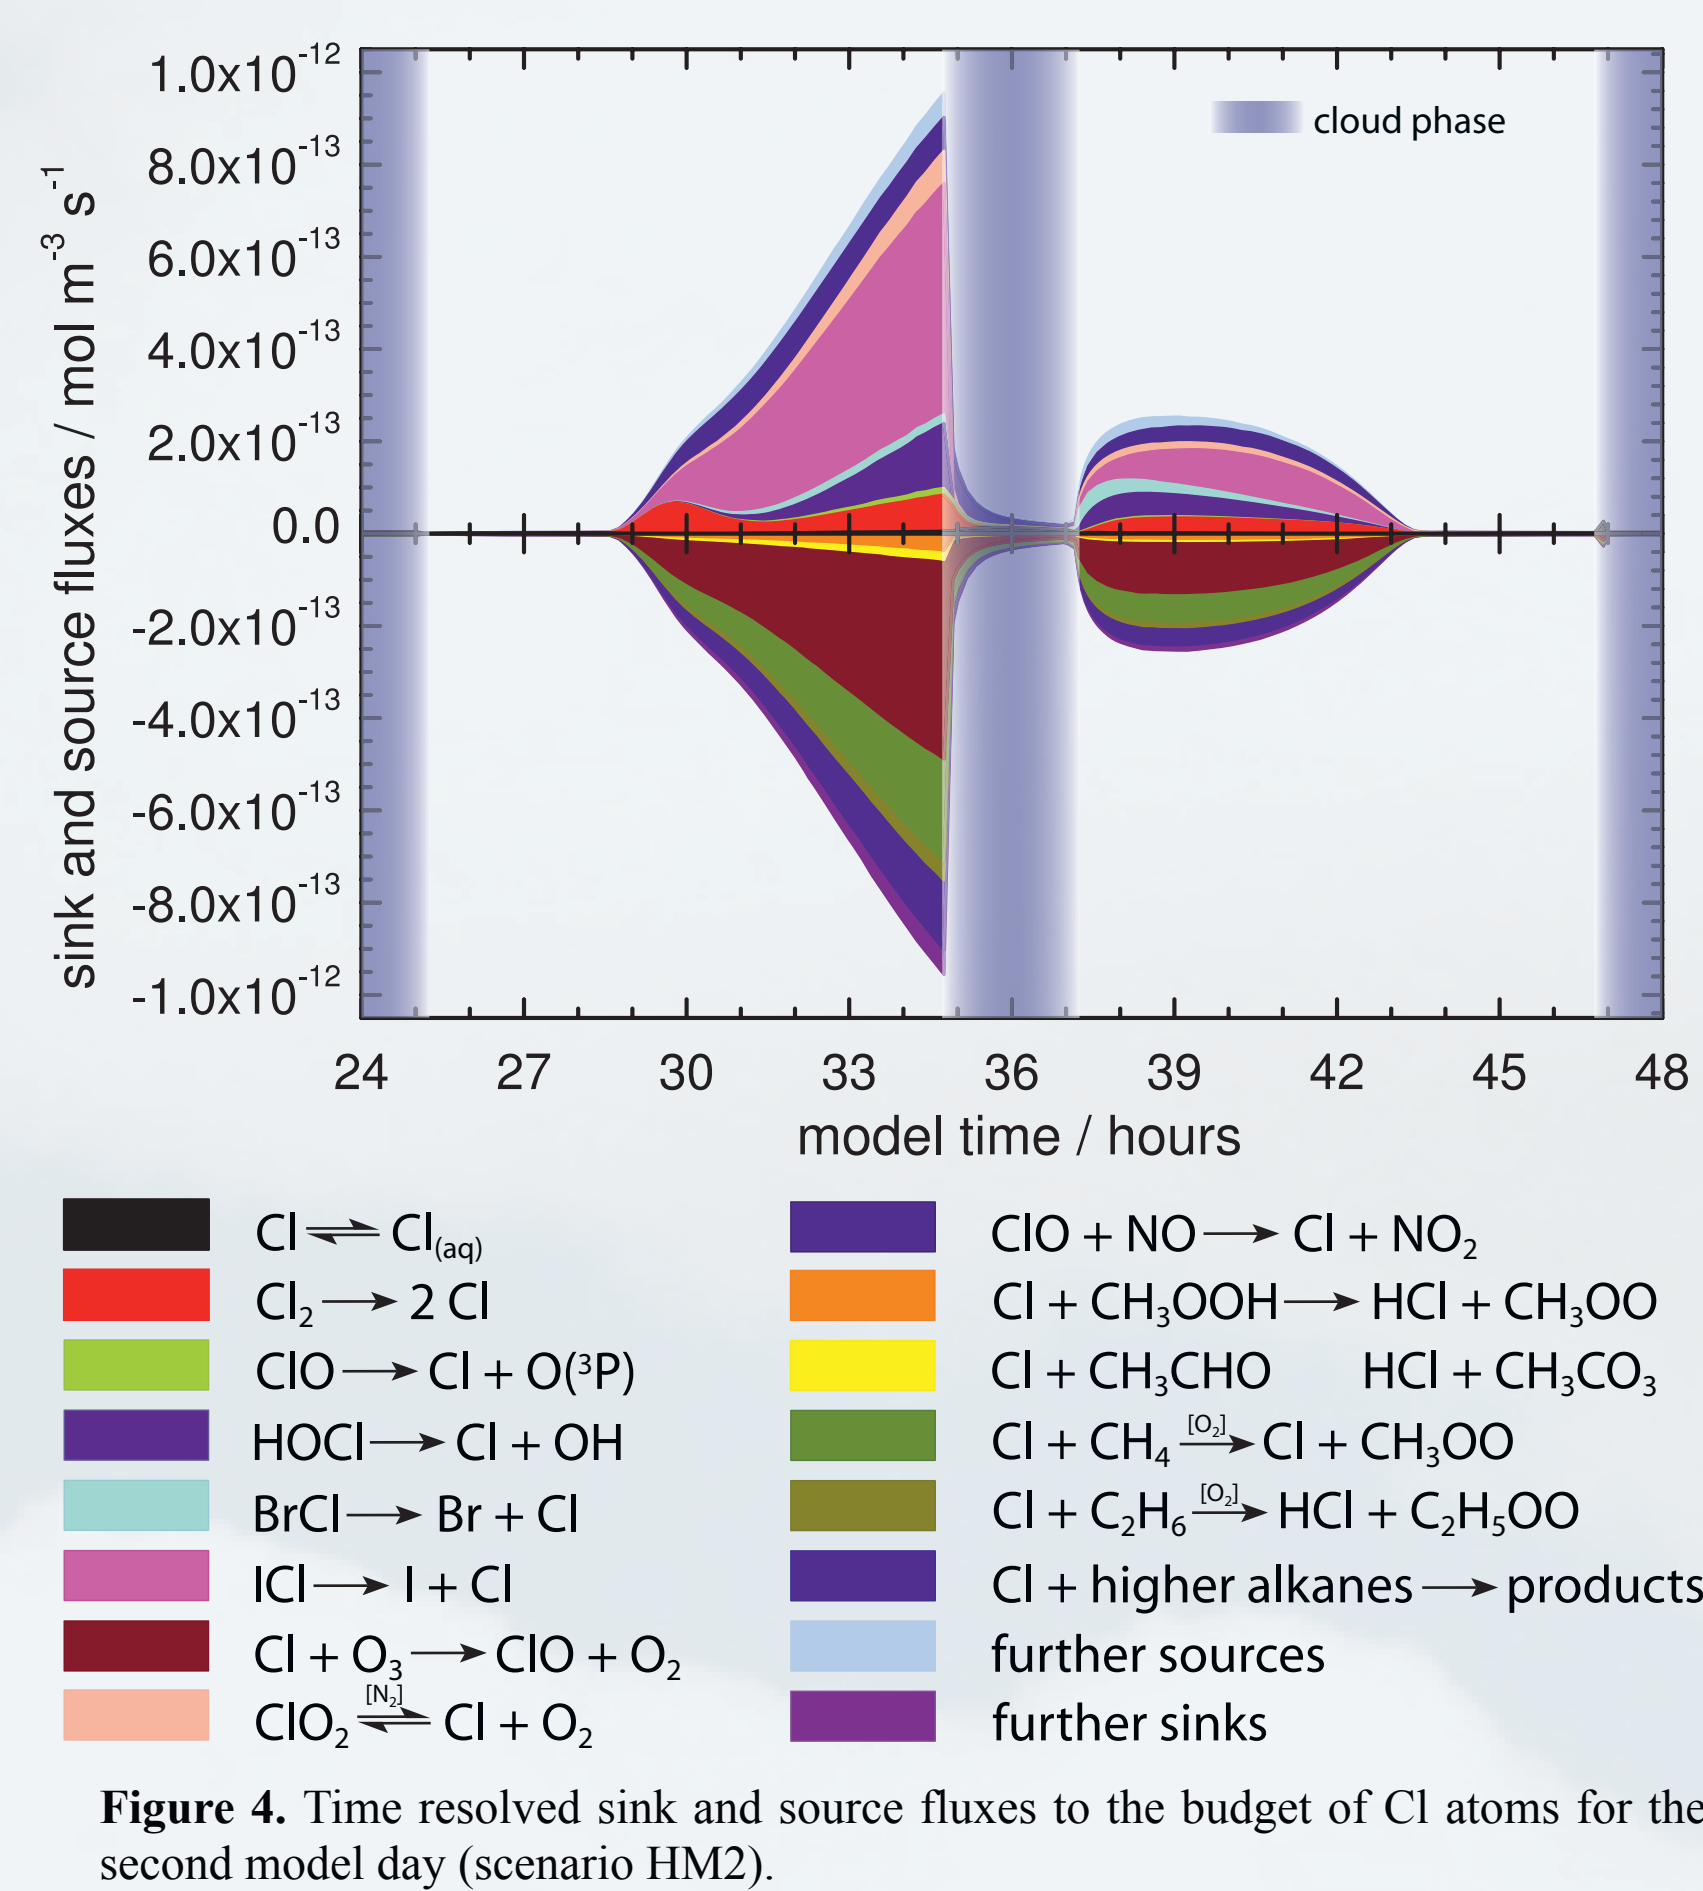 1.0x10⁻¹²
8.0x10⁻¹³
6.0x10⁻¹³
4.0x10⁻¹³
2.0x10⁻¹³
0.0
-2.0x10⁻¹³
-4.0x10⁻¹³
-6.0x10⁻¹³
-8.0x10⁻¹³
-1.0x10⁻¹²
sink and source fluxes / mol m⁻³ s⁻¹
cloud phase
24 27 30 33 36 39 42 45 48
model time / hours
Cl ⇌ Cl₍aq₎
Cl₂ → 2 Cl
ClO → Cl + O(³P)
HOCl → Cl + OH
BrCl → Br + Cl
ICl → I + Cl
Cl + O₃ → ClO + O₂
[N₂]
ClO₂ ⇌ Cl + O₂
ClO + NO → Cl + NO₂
Cl + CH₃OOH → HCl + CH₃OO
Cl + CH₃CHO HCl + CH₃CO₃
[O₂]
Cl + CH₄ → Cl + CH₃OO
[O₂]
Cl + C₂H₆ → HCl + C₂H₅OO
Cl + higher alkanes → products
further sources
further sinks
Figure 4. Time resolved sink and source fluxes to the budget of Cl atoms for the
second model day (scenario HM2).